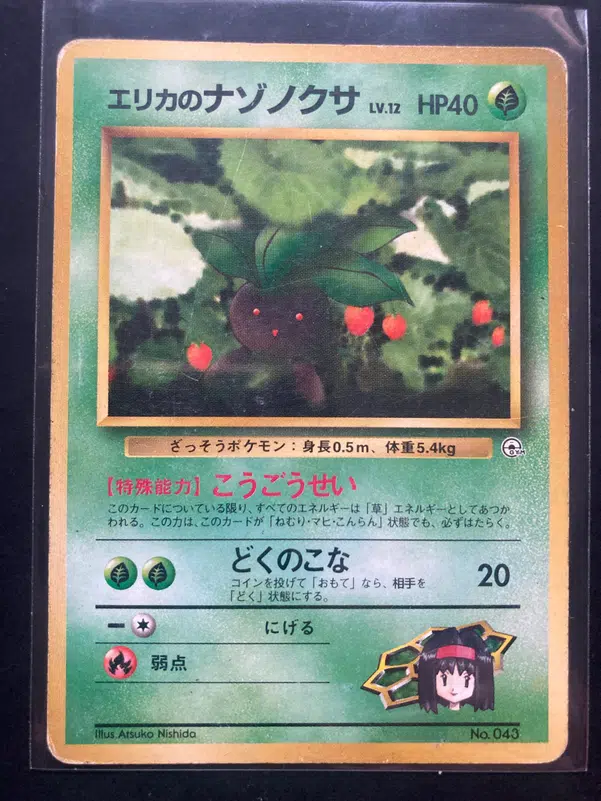 エリカのナゾノクサ LV.12 HP40
ざっそうポケモン：身長0.5m、体重5.4kg
GYM
【特殊能力】こうごうせい
このカードについている限り、すべてのエネルギーは「草」エネルギーとしてあつか
われる。この力は、このカードが「ねむり・マヒ・こんらん」状態でも、必ずはたらく。
どくのこな 20
コインを投げて「おもて」なら、相手を
「どく」状態にする。
にげる
弱点
Illus. Atsuko Nishida No. 043